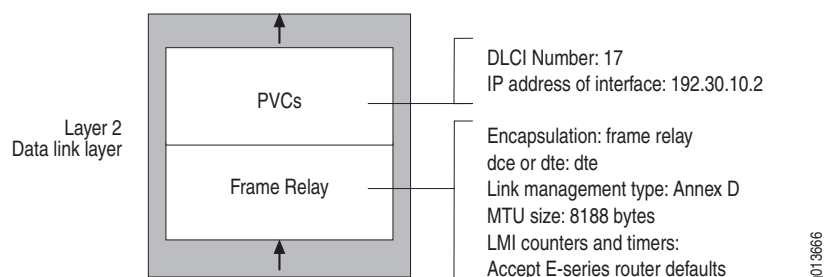 Layer 2
Data link layer
PVCs
DLCI Number: 17
IP address of interface: 192.30.10.2
Frame Relay
Encapsulation: frame relay
dce or dte: dte
Link management type: Annex D
MTU size: 8188 bytes
LMI counters and timers:
Accept E-series router defaults